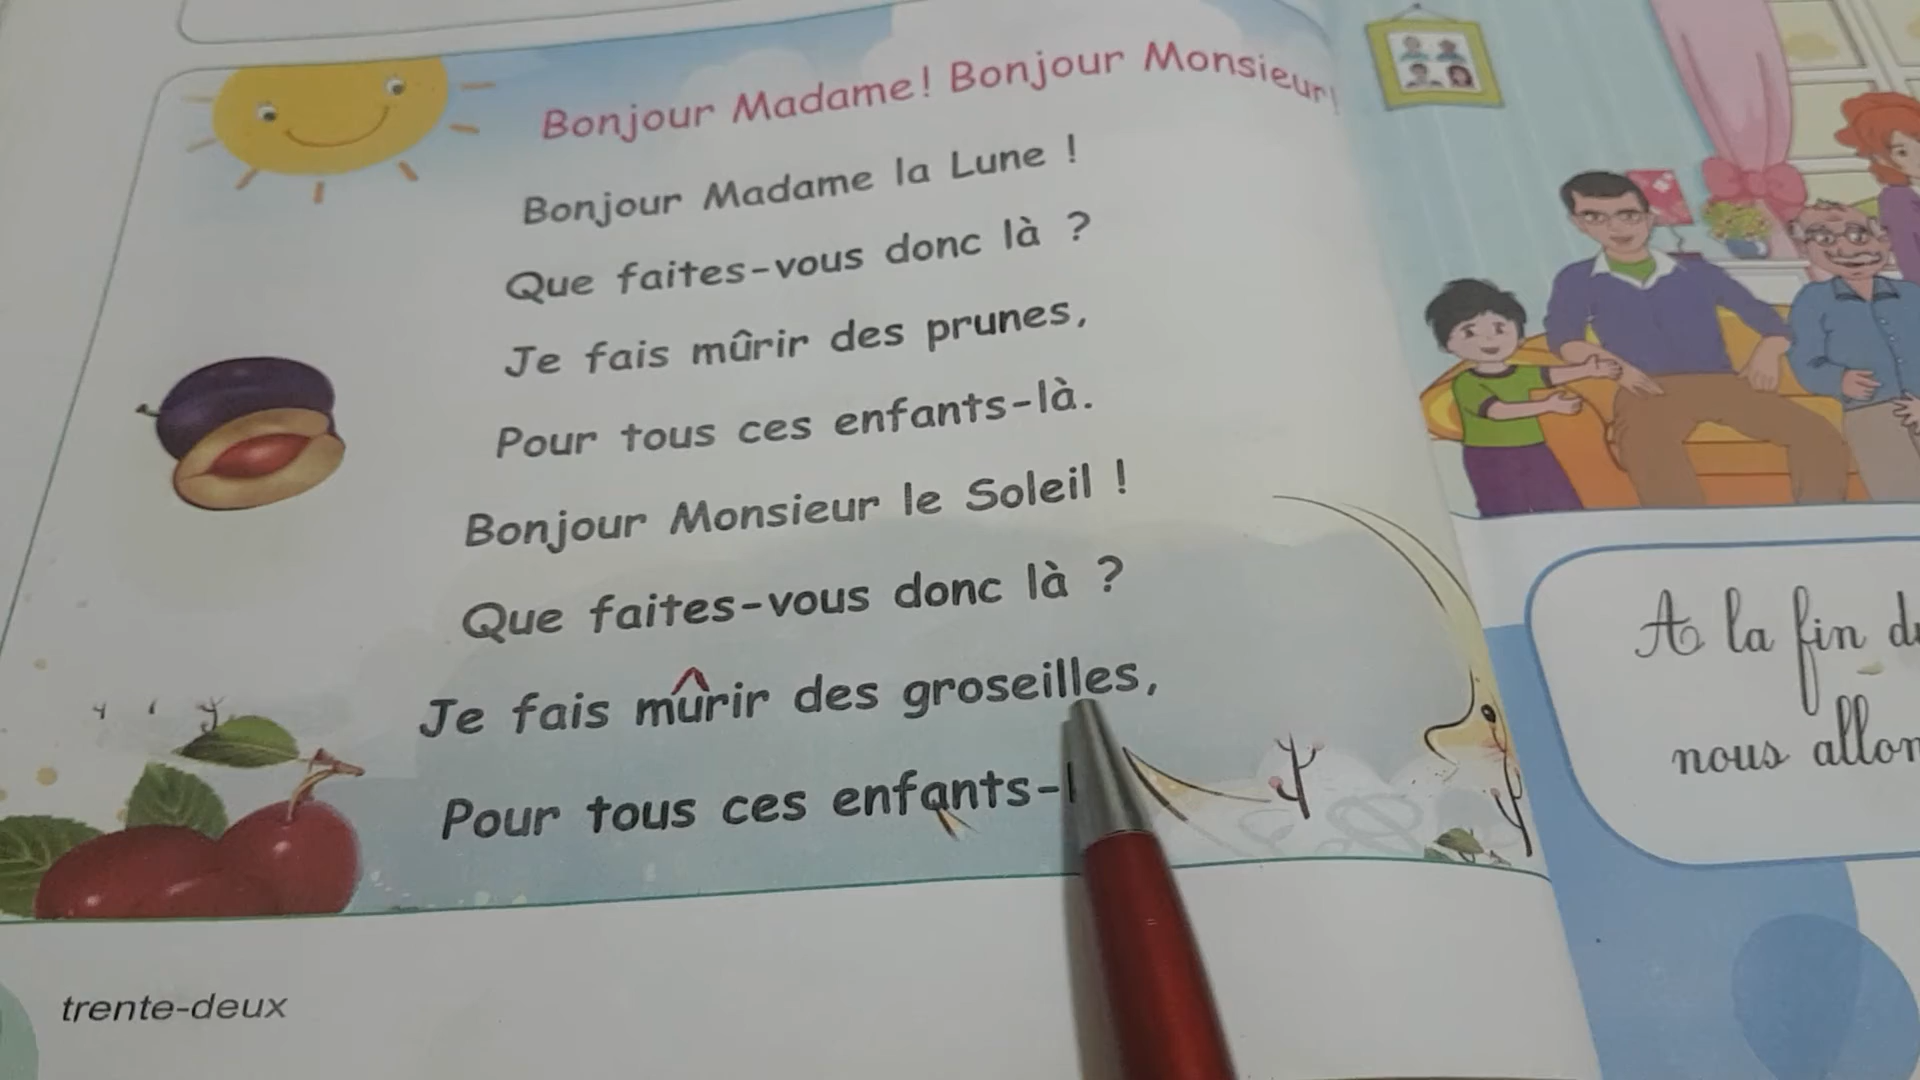 Bonjour Madame! Bonjour Monsieur!
Bonjour Madame la Lune !
Que faites-vous donc là ?
Je fais mûrir des prunes,
Pour tous ces enfants-là.
Bonjour Monsieur le Soleil !
Que faites-vous donc là ?
Je fais mûrir des groseilles,
Pour tous ces enfants-
trente-deux
A la fin
nous